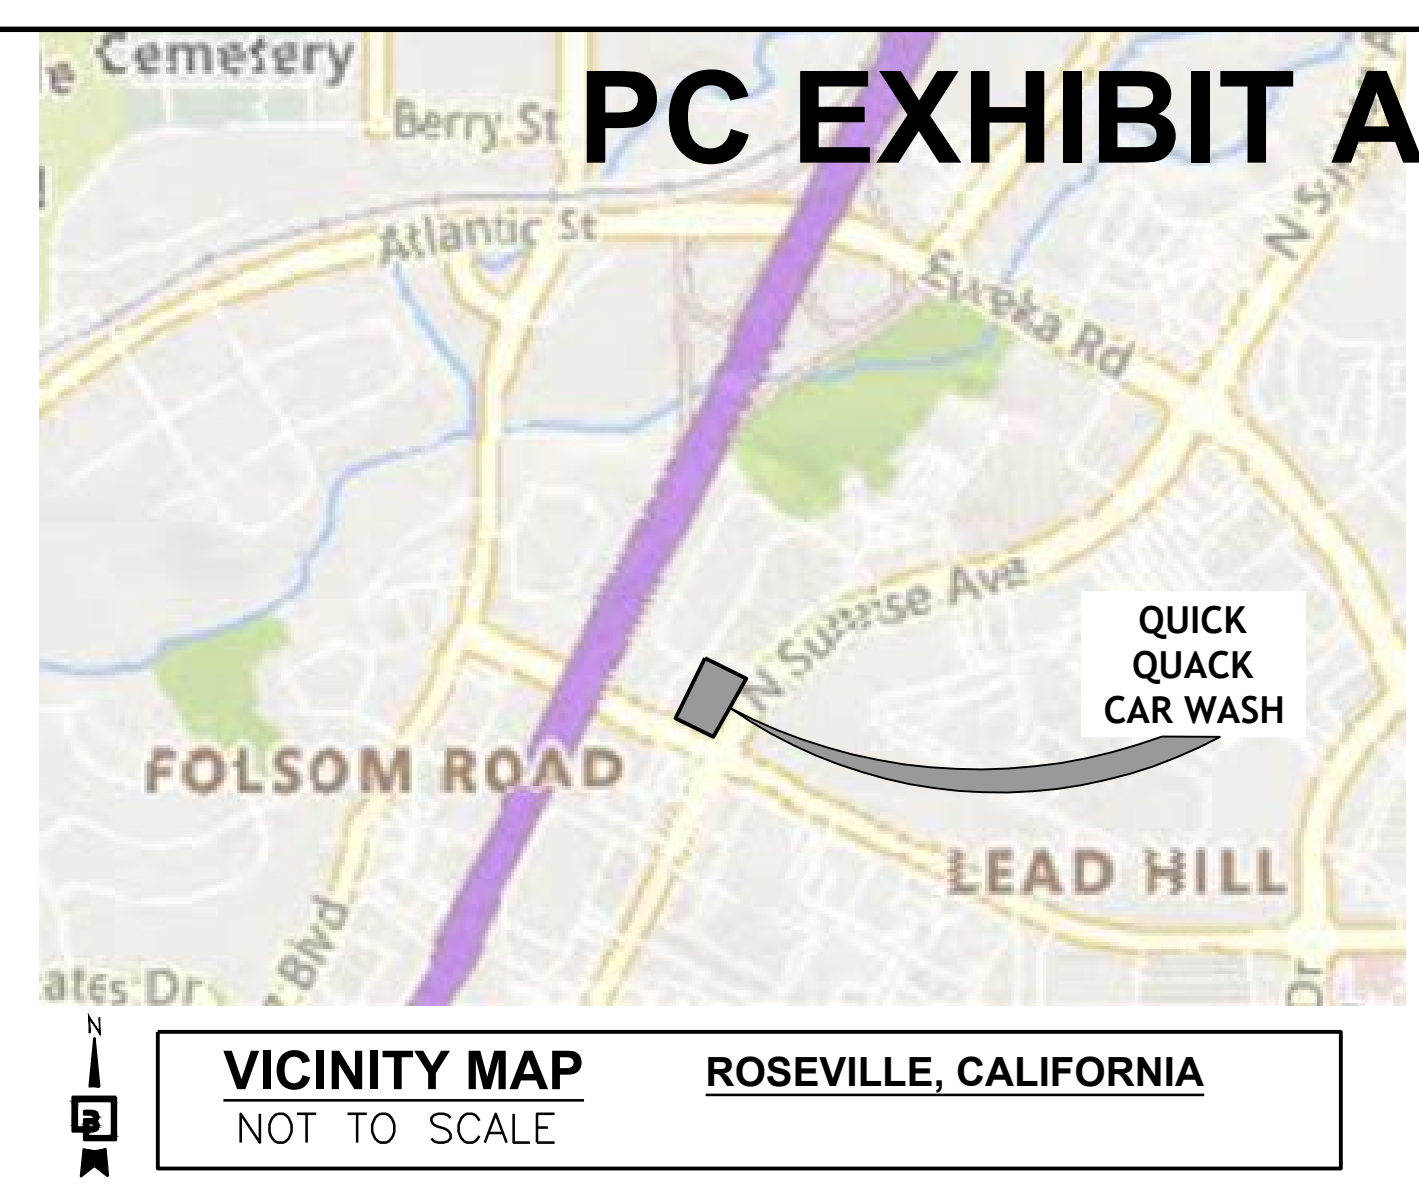 Cemetery
PC EXHIBIT A
Berry St
Atlantic St
Eureka Rd
N Sunrise Ave
QUICK
QUACK
CAR WASH
FOLSOM ROAD
LEAD HILL
Blvd
ates Dr
Dr
N
VICINITY MAP
ROSEVILLE, CALIFORNIA
NOT TO SCALE